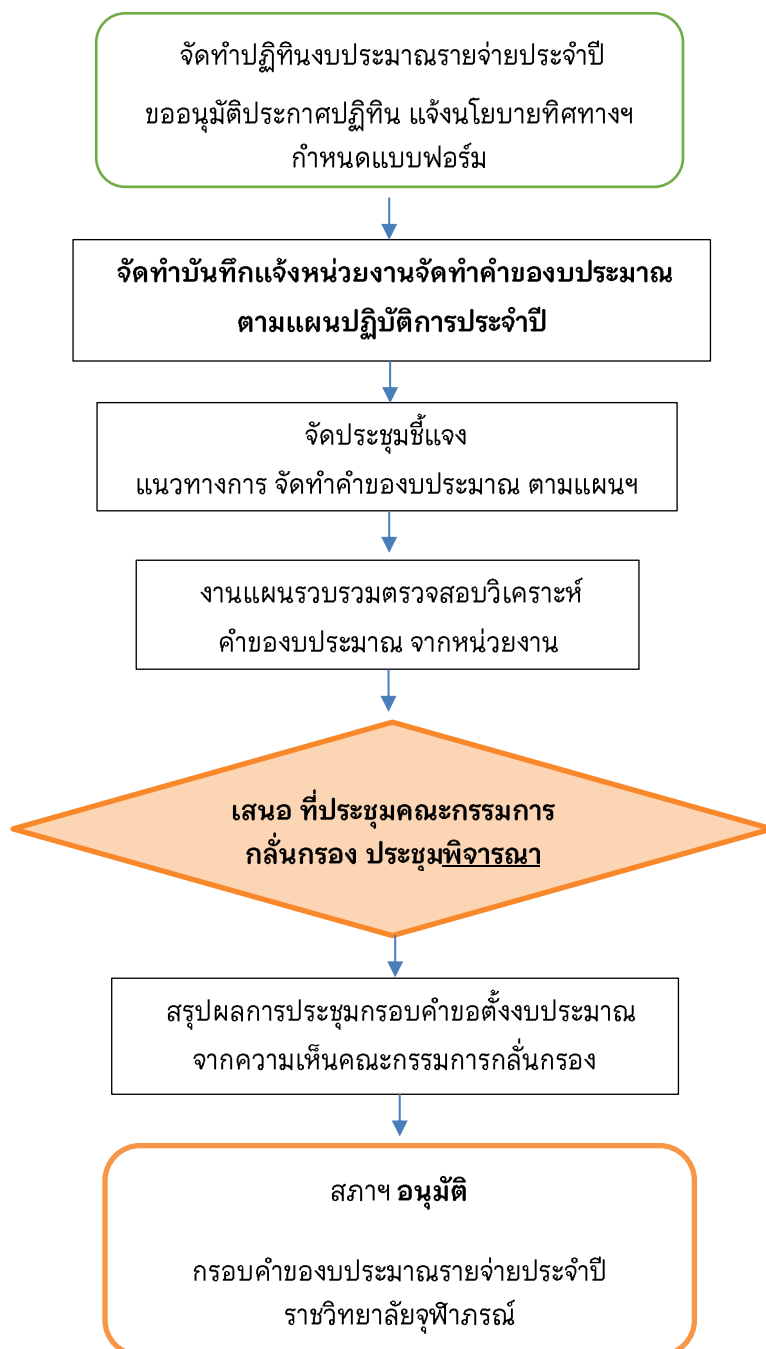 จัดทำปฏิทินงบประมาณรายจ่ายประจำปี
ขออนุมัติประกาศปฏิทิน แจ้งนโยบายทิศทางฯ
กำหนดแบบฟอร์ม
จัดทำบันทึกแจ้งหน่วยงานจัดทำคำของบประมาณ
ตามแผนปฏิบัติการประจำปี
จัดประชุมชี้แจง
แนวทางการ จัดทำคำของบประมาณ ตามแผนฯ
งานแผนรวบรวมตรวจสอบวิเคราะห์
คำของบประมาณ จากหน่วยงาน
เสนอ ที่ประชุมคณะกรรมการ
กลั่นกรอง ประชุมพิจารณา
สรุปผลการประชุมกรอบคำขอตั้งงบประมาณ
จากความเห็นคณะกรรมการกลั่นกรอง
สภาฯ อนุมัติ
กรอบคำของบประมาณรายจ่ายประจำปี
ราชวิทยาลัยจุฬาภรณ์